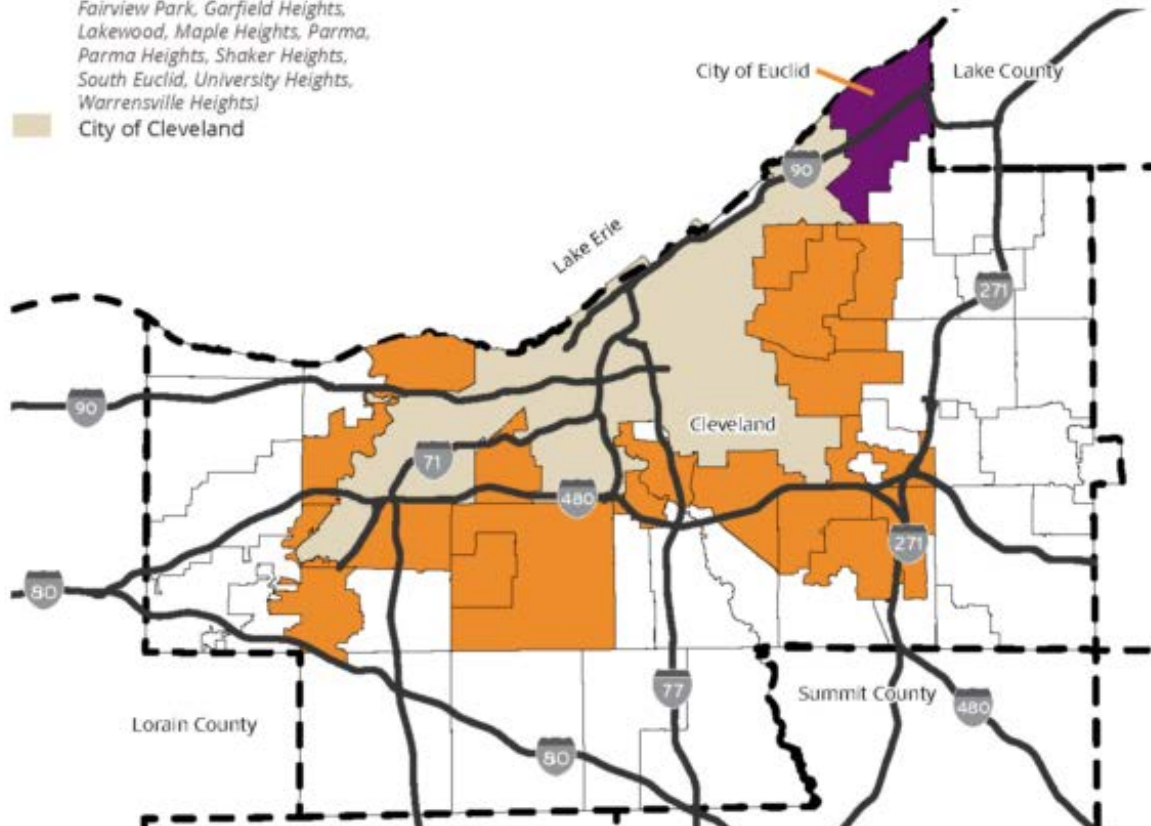 Fairview Park, Garfield Heights,
Lakewood, Maple Heights, Parma,
Parma Heights, Shaker Heights,
South Euclid, University Heights,
Warrensville Heights)
City of Cleveland
City of Euclid
Lake County
90
Lake Erie
271
90
Cleveland
71
480
271
80
77
Summit County
480
Lorain County
80